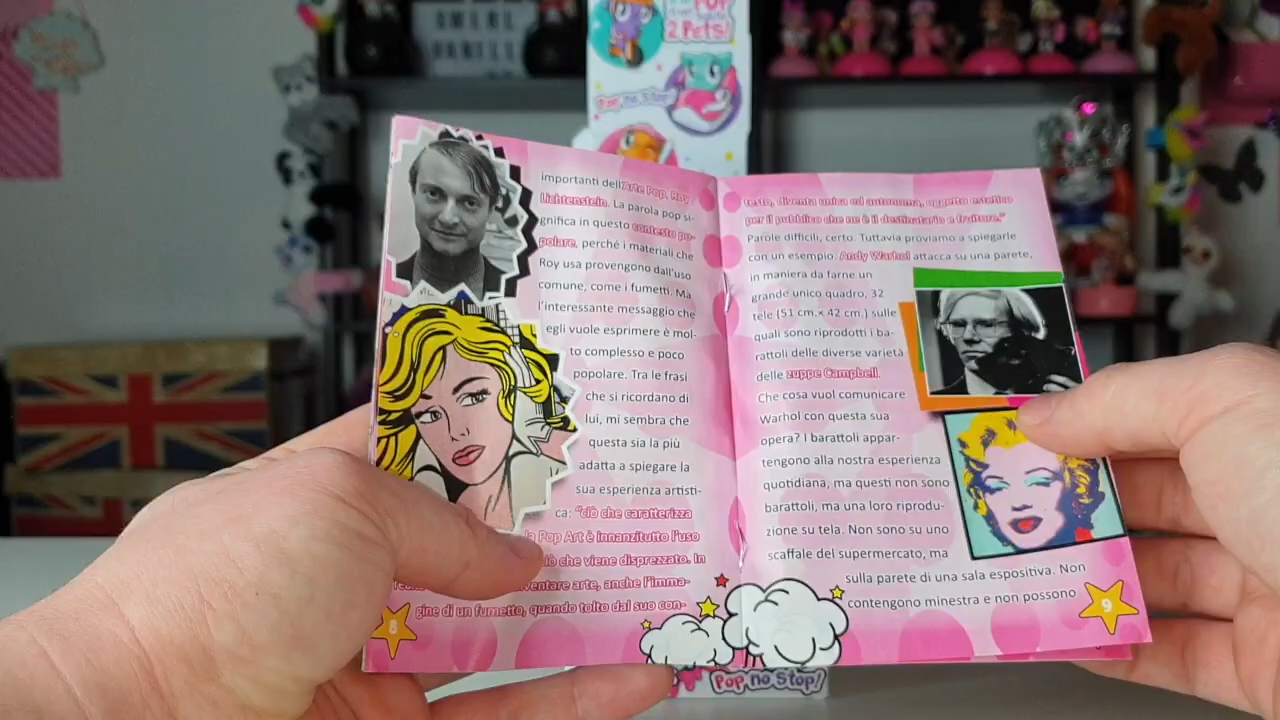 POP
2 Pets!
Pop no Stop!
importanti dell'Arte Pop, Roy
Lichtenstein. La parola pop si-
gnifica in questo contesto po-
polare, perché i materiali che
Roy usa provengono dall'uso
comune, come i fumetti. Ma
l'interessante messaggio che
egli vuole esprimere è mol-
to complesso e poco
popolare. Tra le frasi
che si ricordano di
lui, mi sembra che
questa sia la più
adatta a spiegare la
sua esperienza artisti-
ca: "ciò che caratterizza
la Pop Art è innanzitutto l'uso
ciò che viene disprezzato. In
ventare arte, anche l'imma-
gine di un fumetto, quando tolto dal suo con-
8
testo, diventa unica ed autonoma, oggetto estetico
per il pubblico che ne è il destinatario e fruitore."
Parole difficili, certo. Tuttavia proviamo a spiegarle
con un esempio. Andy Warhol attacca su una parete,
in maniera da farne un
grande unico quadro, 32
tele (51 cm.× 42 cm.) sulle
quali sono riprodotti i ba-
rattoli delle diverse varietà
delle zuppe Campbell.
Che cosa vuol comunicare
Warhol con questa sua
opera? I barattoli appar-
tengono alla nostra esperienza
quotidiana, ma questi non sono
barattoli, ma una loro riprodu-
zione su tela. Non sono su uno
scaffale del supermercato, ma
sulla parete di una sala espositiva. Non
contengono minestra e non possono
9
Pop no Stop!